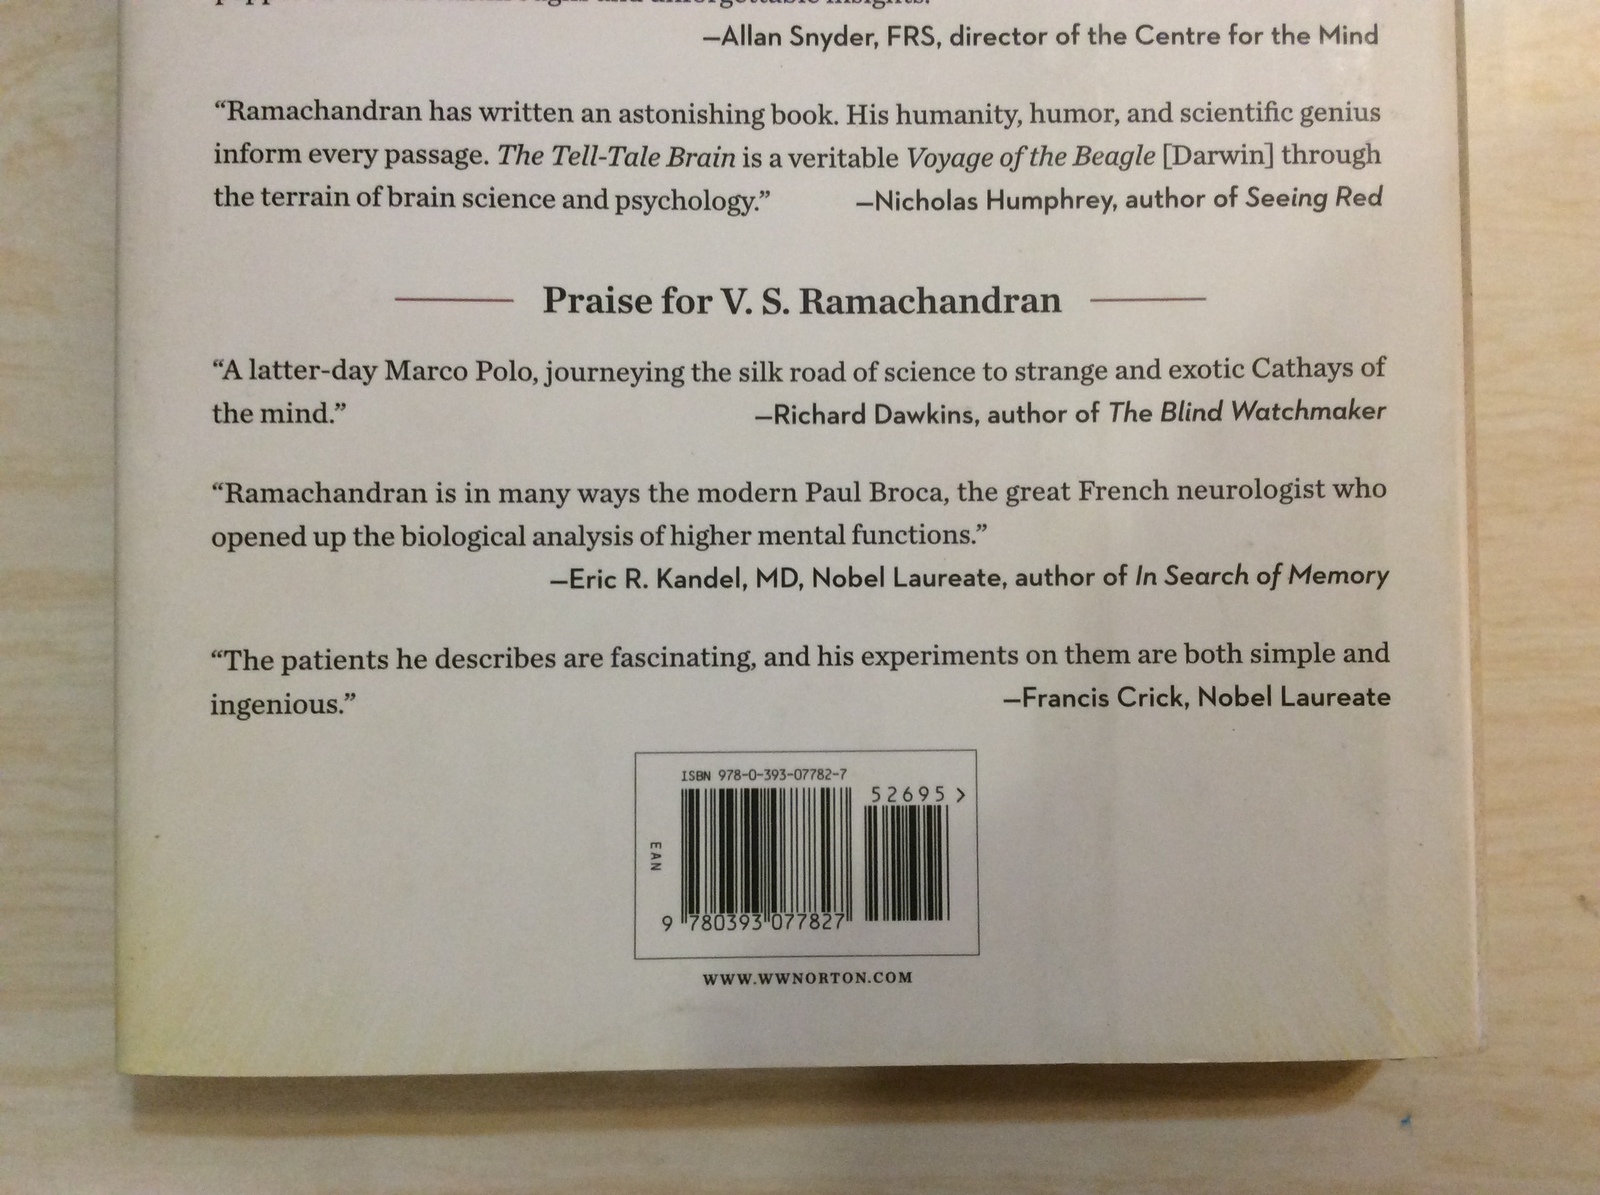 and unforgettable insights.
—Allan Snyder, FRS, director of the Centre for the Mind
“Ramachandran has written an astonishing book. His humanity, humor, and scientific genius
inform every passage. The Tell-Tale Brain is a veritable Voyage of the Beagle [Darwin] through
the terrain of brain science and psychology.” —Nicholas Humphrey, author of Seeing Red
Praise for V. S. Ramachandran
“A latter-day Marco Polo, journeying the silk road of science to strange and exotic Cathays of
the mind.” —Richard Dawkins, author of The Blind Watchmaker
“Ramachandran is in many ways the modern Paul Broca, the great French neurologist who
opened up the biological analysis of higher mental functions.”
—Eric R. Kandel, MD, Nobel Laureate, author of In Search of Memory
“The patients he describes are fascinating, and his experiments on them are both simple and
ingenious.” —Francis Crick, Nobel Laureate
ISBN 978-0-393-07782-7
52695 >
EAN
9 780393 077827
WWW.WWNORTON.COM